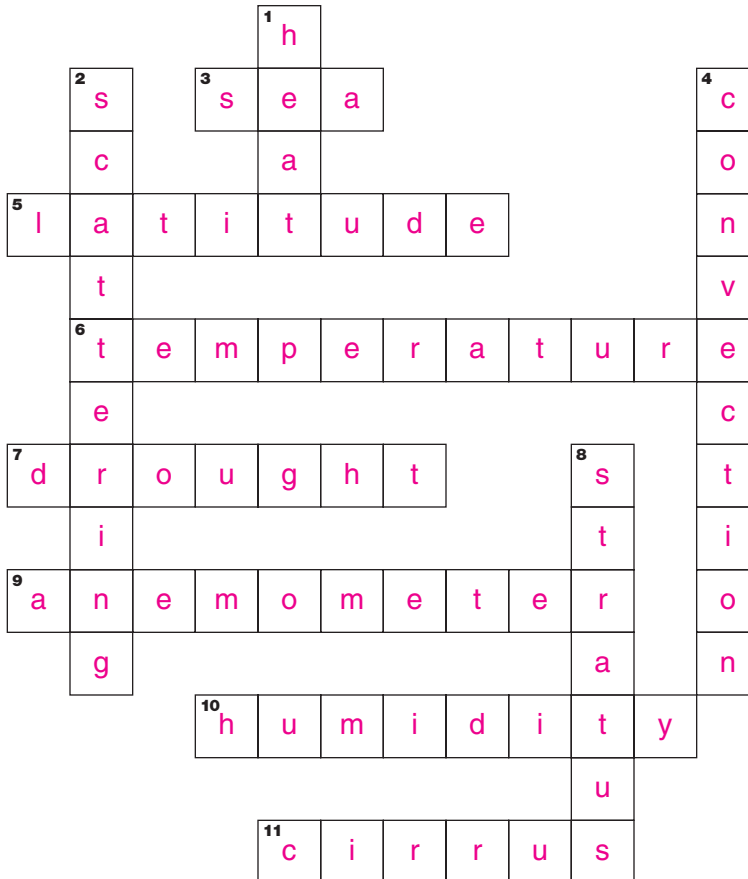 1 h
2 s 3 s e a 4 c
c a o
5 l a t i t u d e n
t v
6 t e m p e r a t u r e
e c
7 d r o u g h t 8 s t
i t i
9 a n e m o m e t e r o
g a n
10 h u m i d i t y
u
11 c i r r u s